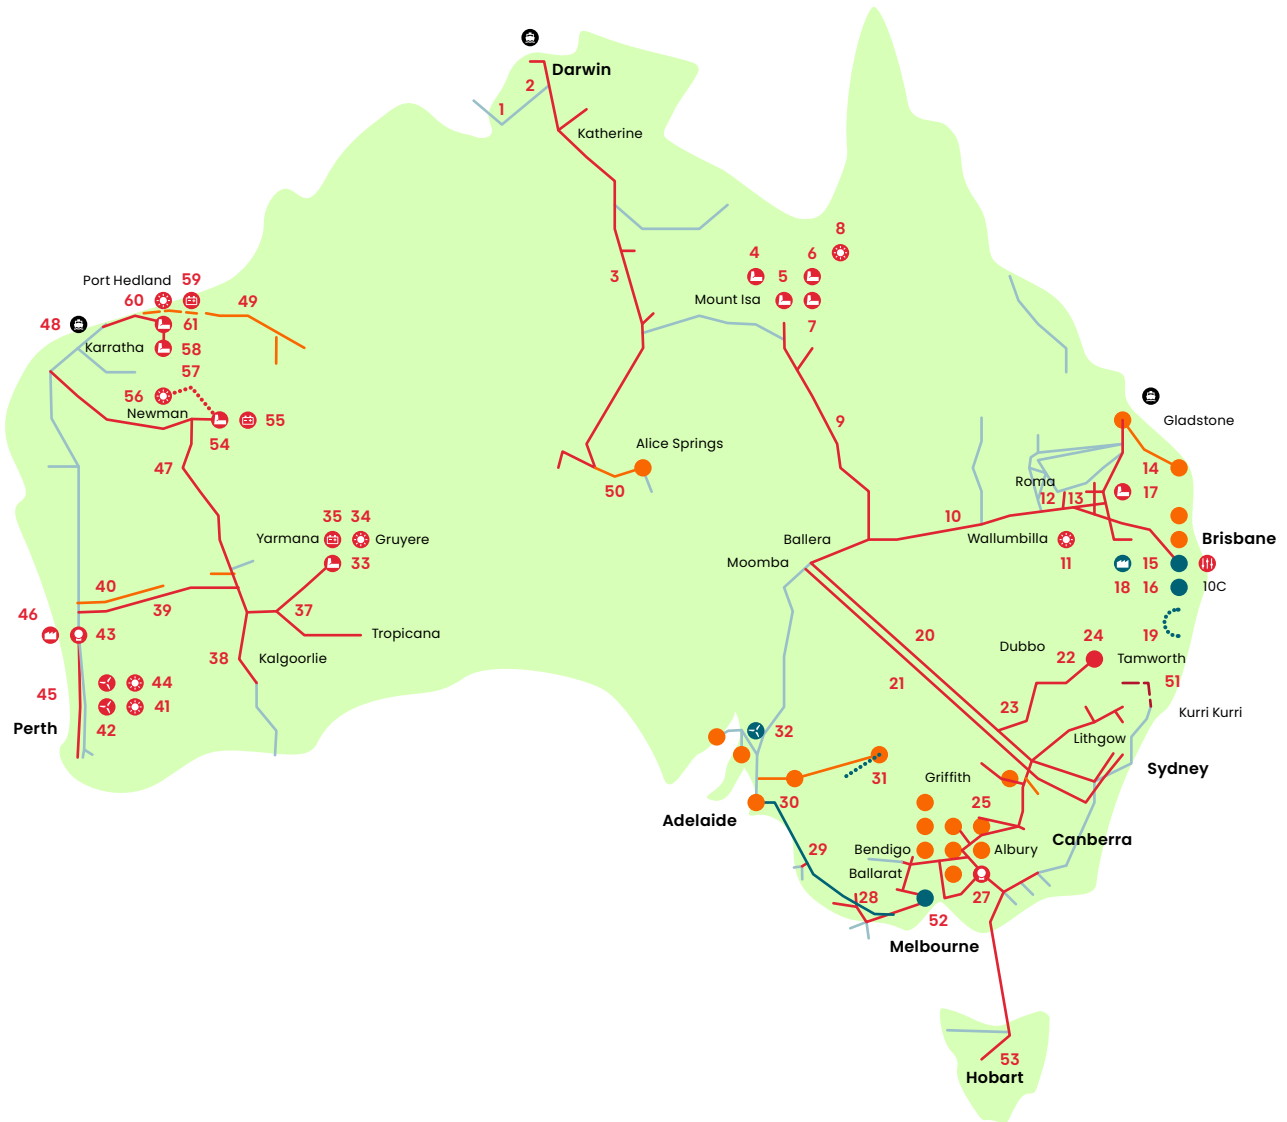 Darwin
2
1
Katherine
8
4
6
5
3
Mount Isa
7
Port Hedland
59
60
49
48
61
Karratha
58
57
56
Newman
55
54
47
9
Gladstone
Alice Springs
50
14
Roma
12
13
17
10
35
34
Yarmana
Gruyere
33
Ballera
Moomba
Wallumbilla
11
Brisbane
15
18
16
10C
40
39
37
46
43
Tropicana
38
Kalgoorlie
20
19
24
Dubbo
22
Tamworth
21
51
44
45
41
42
Perth
23
Kurri Kurri
32
Lithgow
Sydney
31
Griffith
30
25
Adelaide
Canberra
29
Bendigo
Albury
Ballarat
28
27
52
Melbourne
53
Hobart